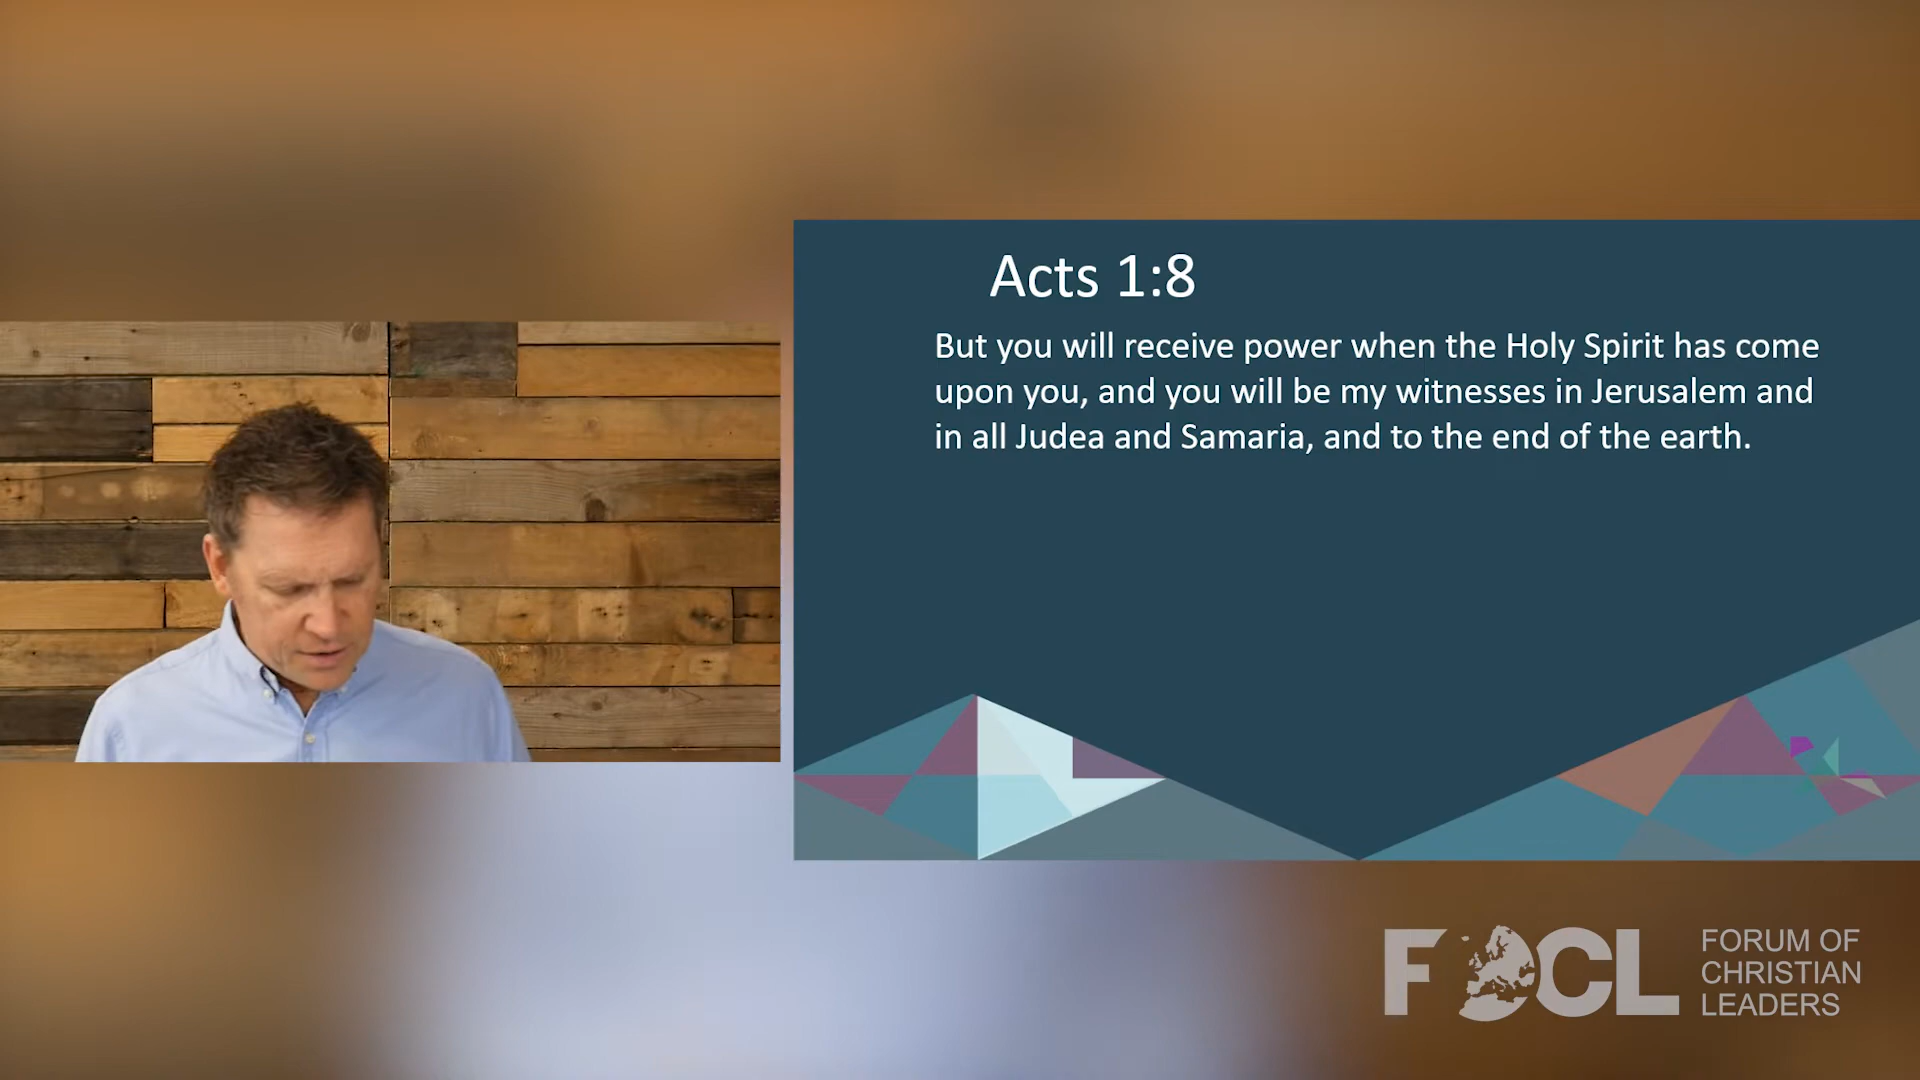 Acts 1:8
But you will receive power when the Holy Spirit has come
upon you, and you will be my witnesses in Jerusalem and
in all Judea and Samaria, and to the end of the earth.
FOCL
FORUM OF
CHRISTIAN
LEADERS